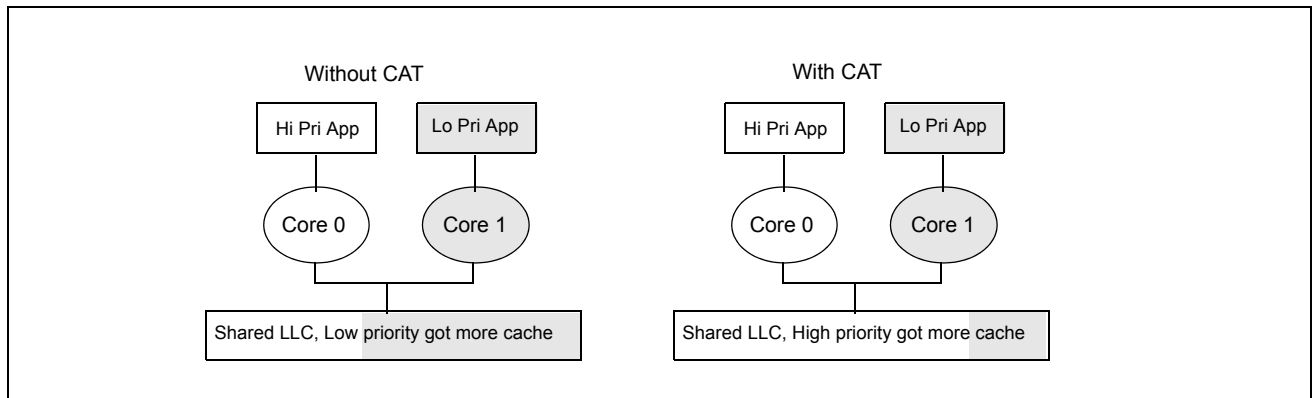 Without CAT
Hi Pri App
Lo Pri App
Core 0
Core 1
Shared LLC, Low priority got more cache
With CAT
Hi Pri App
Lo Pri App
Core 0
Core 1
Shared LLC, High priority got more cache